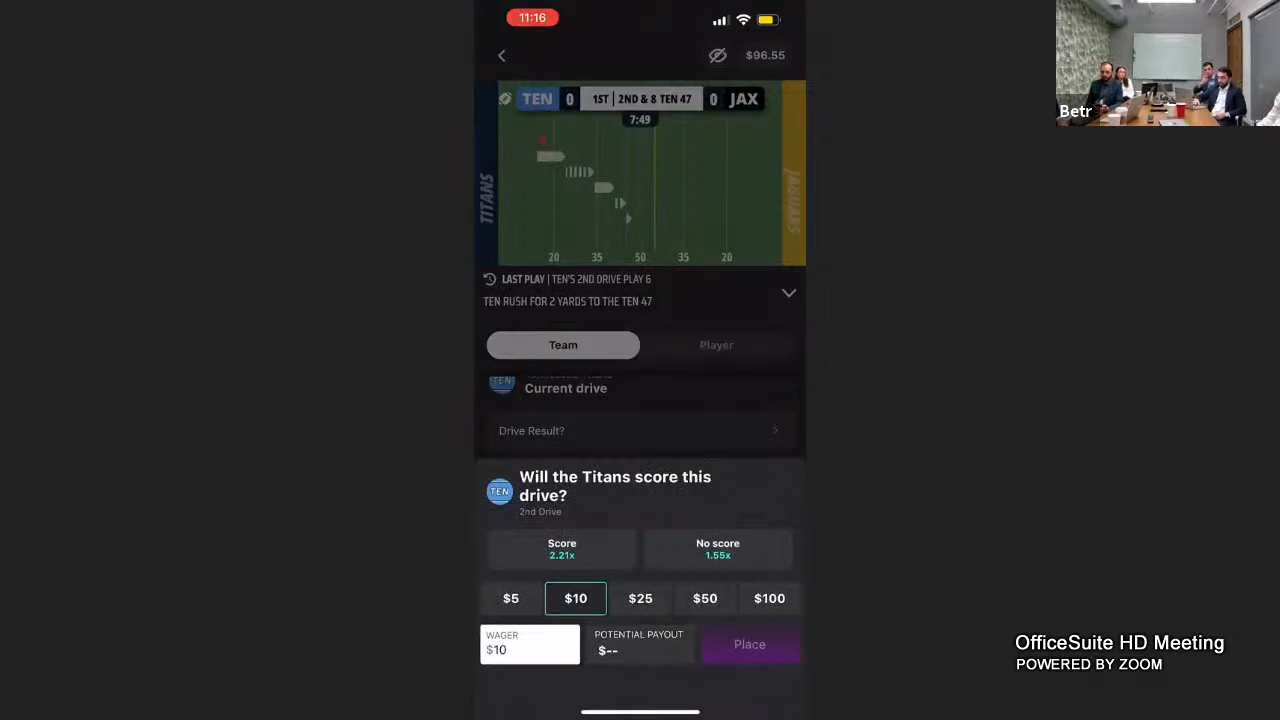 11:16
$96.55
TEN 0 1ST | 2ND & 8 TEN 47 0 JAX
7:49
TITANS
JAGUARS
20 35 50 35 20
LAST PLAY | TEN'S 2ND DRIVE PLAY 6
TEN RUSH FOR 2 YARDS TO THE TEN 47
Team Player
TEN
Current drive
Drive Result?
TEN
Will the Titans score this
drive?
2nd Drive
Score No score
2.21x 1.55x
$5 $10 $25 $50 $100
WAGER POTENTIAL PAYOUT
$10 $-- Place
Betr
OfficeSuite HD Meeting
POWERED BY ZOOM